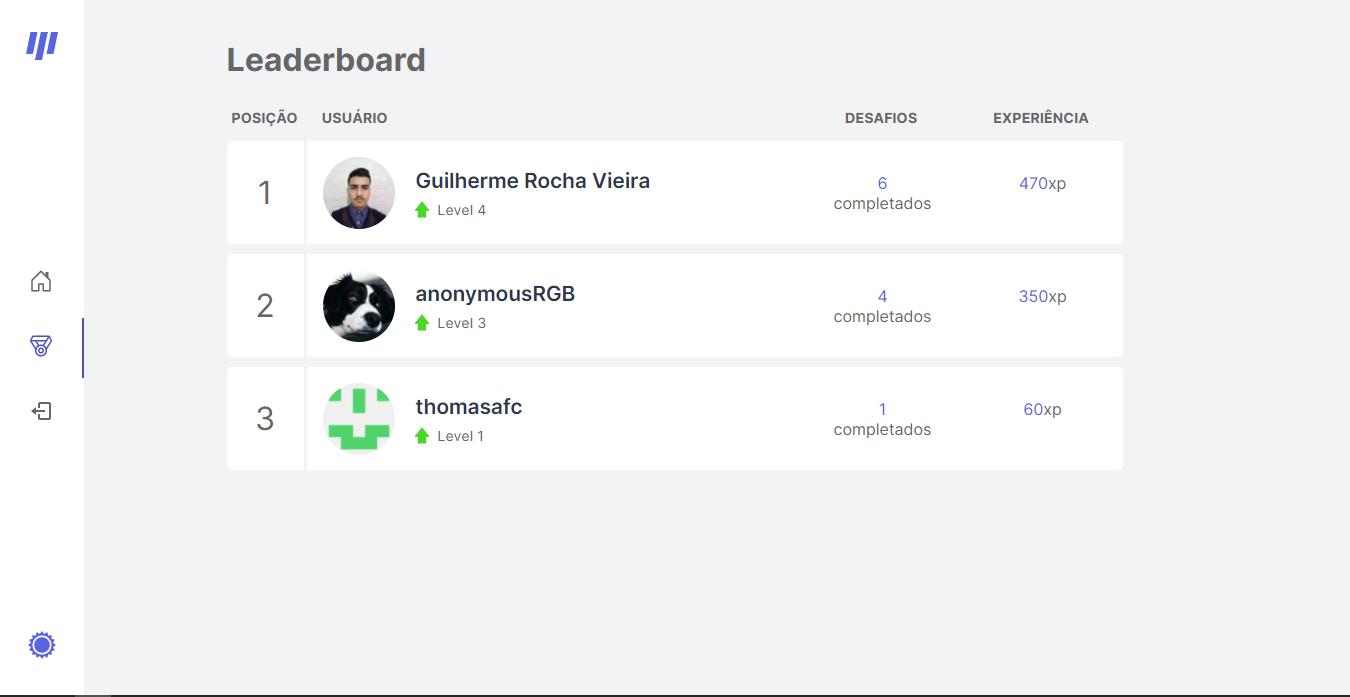 Leaderboard
POSIÇÃO USUÁRIO DESAFIOS EXPERIÊNCIA
1
Guilherme Rocha Vieira
Level 4
6
completados
470xp
2
anonymousRGB
Level 3
4
completados
350xp
3
thomasafc
Level 1
1
completados
60xp